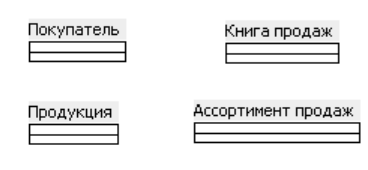 Покупатель
Книга продаж
Продукция
Ассортимент продаж